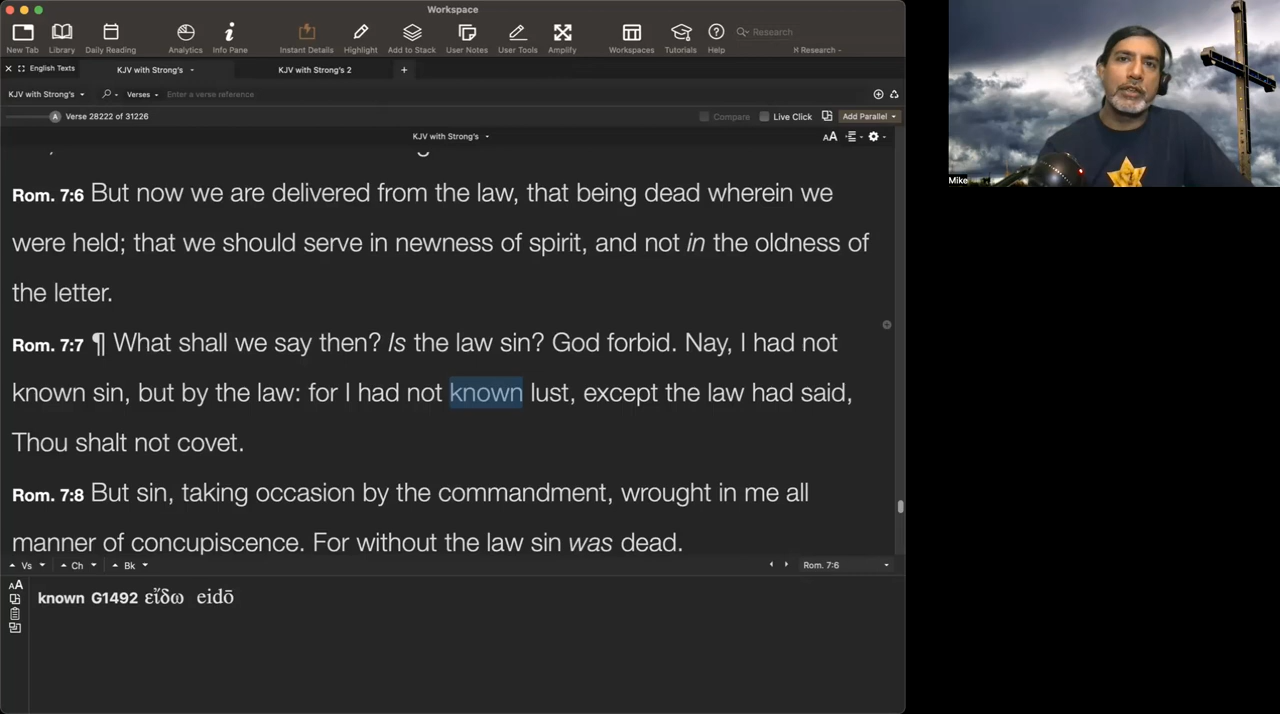 Workspace
New Tab Library Daily Reading Analytics Info Pane Instant Details Highlight Add to Stack User Notes User Tools Amplify Workspaces Tutorials Help Research
Research
English Texts KJV with Strong's KJV with Strong's 2 +
KJV with Strong's Verses Enter a verse reference
Verse 28222 of 31226 Compare Live Click Add Parallel
KJV with Strong's
Rom. 7:6 But now we are delivered from the law, that being dead wherein we
were held; that we should serve in newness of spirit, and not in the oldness of
the letter.
Rom. 7:7 ¶ What shall we say then? Is the law sin? God forbid. Nay, I had not
known sin, but by the law: for I had not known lust, except the law had said,
Thou shalt not covet.
Rom. 7:8 But sin, taking occasion by the commandment, wrought in me all
manner of concupiscence. For without the law sin was dead.
Vs Ch Bk Rom. 7:6
known G1492 εἴδω eidō
Mike